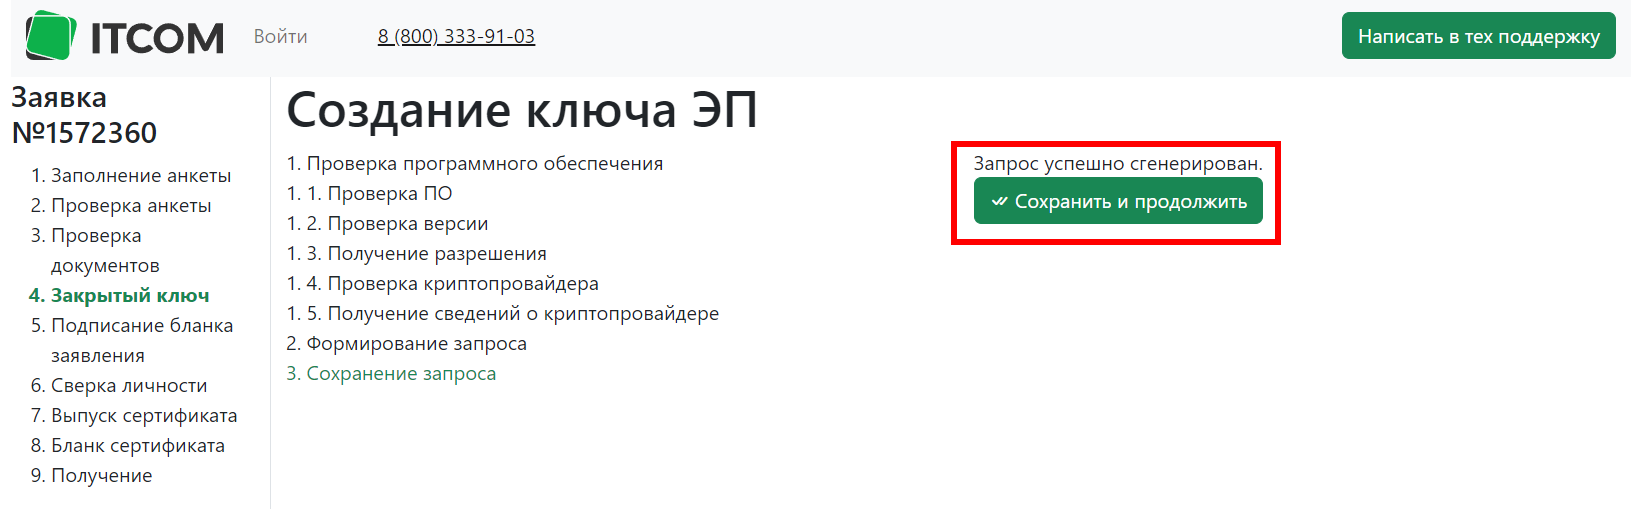 ITCOM Войти 8 (800) 333-91-03 Написать в тех поддержку
Заявка
№1572360
1. Заполнение анкеты
2. Проверка анкеты
3. Проверка
документов
4. Закрытый ключ
5. Подписание бланка
заявления
6. Сверка личности
7. Выпуск сертификата
8. Бланк сертификата
9. Получение
Создание ключа ЭП
1. Проверка программного обеспечения
1. 1. Проверка ПО
1. 2. Проверка версии
1. 3. Получение разрешения
1. 4. Проверка криптопровайдера
1. 5. Получение сведений о криптопровайдере
2. Формирование запроса
3. Сохранение запроса
Запрос успешно сгенерирован.
Сохранить и продолжить